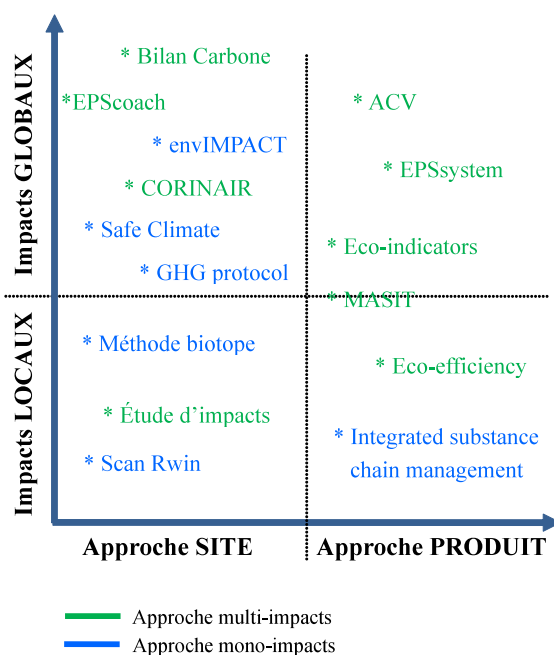 Impacts GLOBAUX
* Bilan Carbone
*EPScoach
* ACV
* envIMPACT
* EPSsystem
* CORINAIR
* Safe Climate
* Eco-indicators
* GHG protocol
* MASIT
Impacts LOCAUX
* Méthode biotope
* Eco-efficiency
* Étude d’impacts
* Integrated substance
chain management
* Scan Rwin
Approche SITE
Approche PRODUIT
Approche multi-impacts
Approche mono-impacts